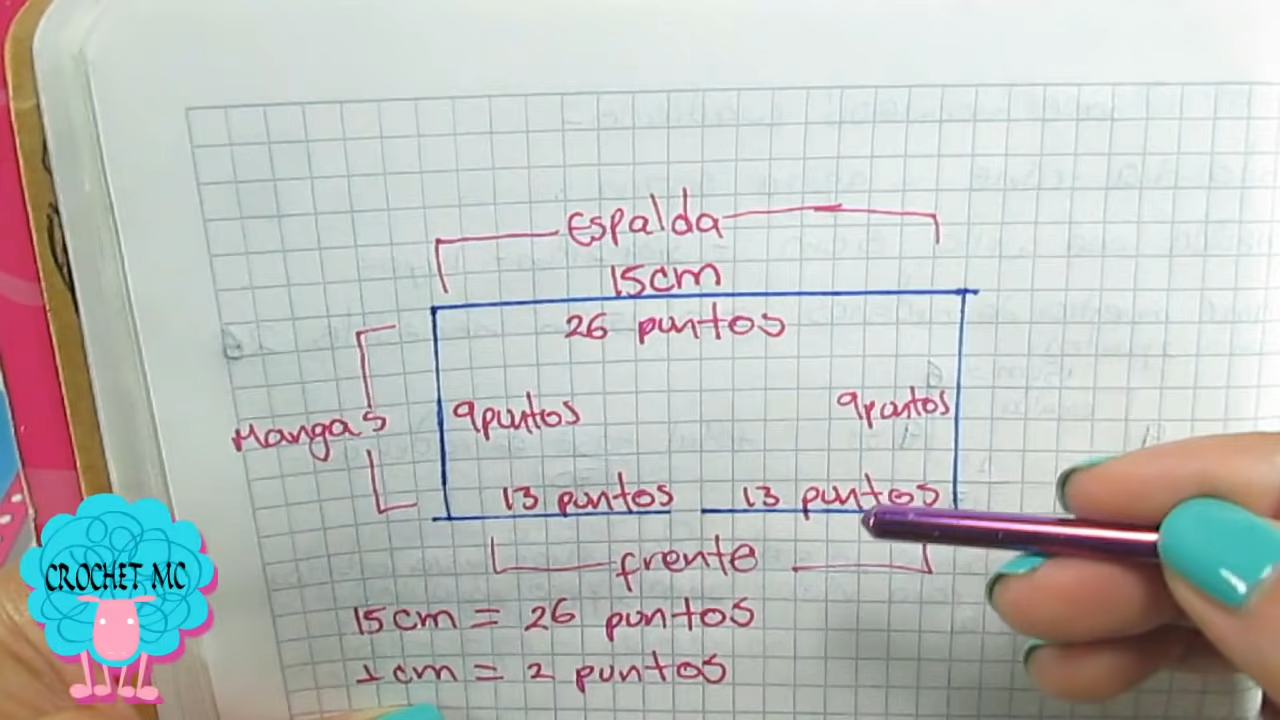 Espalda
15cm
26 puntos
Mangas
9puntos 9puntos
13 puntos 13 puntos
frente
15cm = 26 puntos
1cm = 2 puntos
CROCHET MC